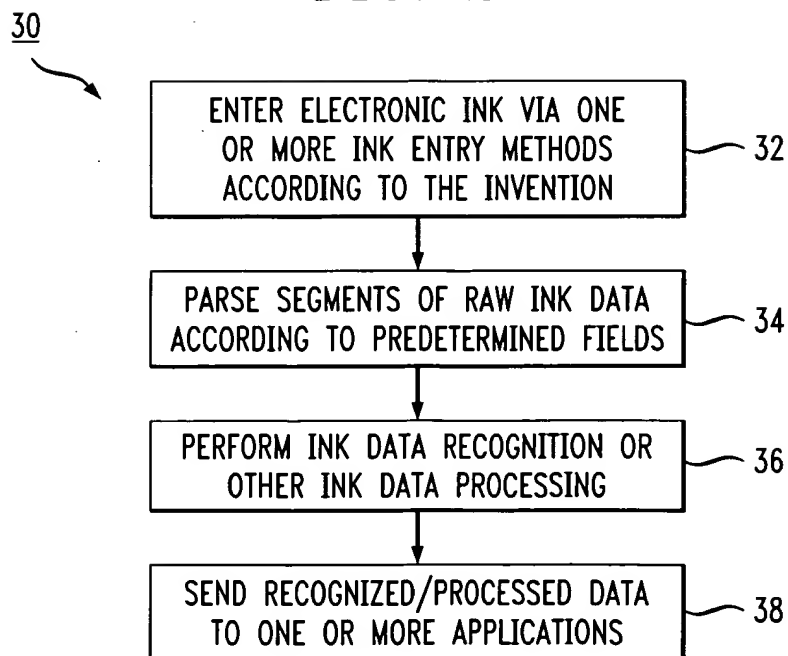 30
ENTER ELECTRONIC INK VIA ONE
OR MORE INK ENTRY METHODS
ACCORDING TO THE INVENTION
32
PARSE SEGMENTS OF RAW INK DATA
ACCORDING TO PREDETERMINED FIELDS
34
PERFORM INK DATA RECOGNITION OR
OTHER INK DATA PROCESSING
36
SEND RECOGNIZED/PROCESSED DATA
TO ONE OR MORE APPLICATIONS
38